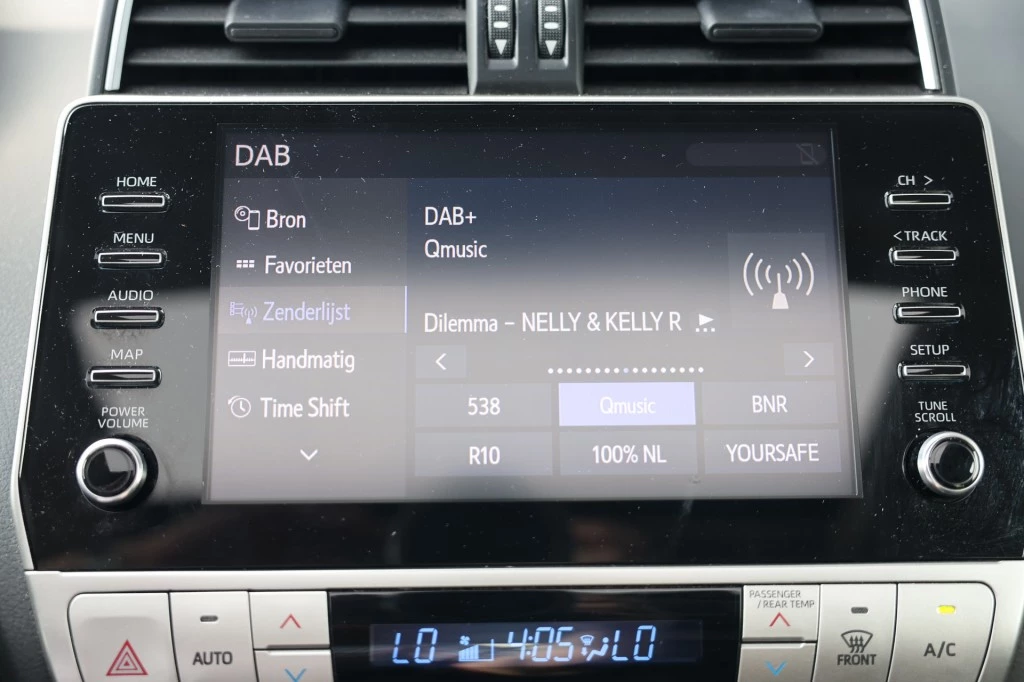 DAB
HOME
MENU
AUDIO
MAP
POWER
VOLUME
Bron
Favorieten
Zenderlijst
Handmatig
Time Shift
DAB+
Qmusic
Dilemma – NELLY & KELLY R ...
538
Qmusic
BNR
R10
100% NL
YOURSAFE
CH >
< TRACK
PHONE
SETUP
TUNE
SCROLL
AUTO
LO
4:05
LO
PASSENGER
/REAR TEMP
FRONT
A/C